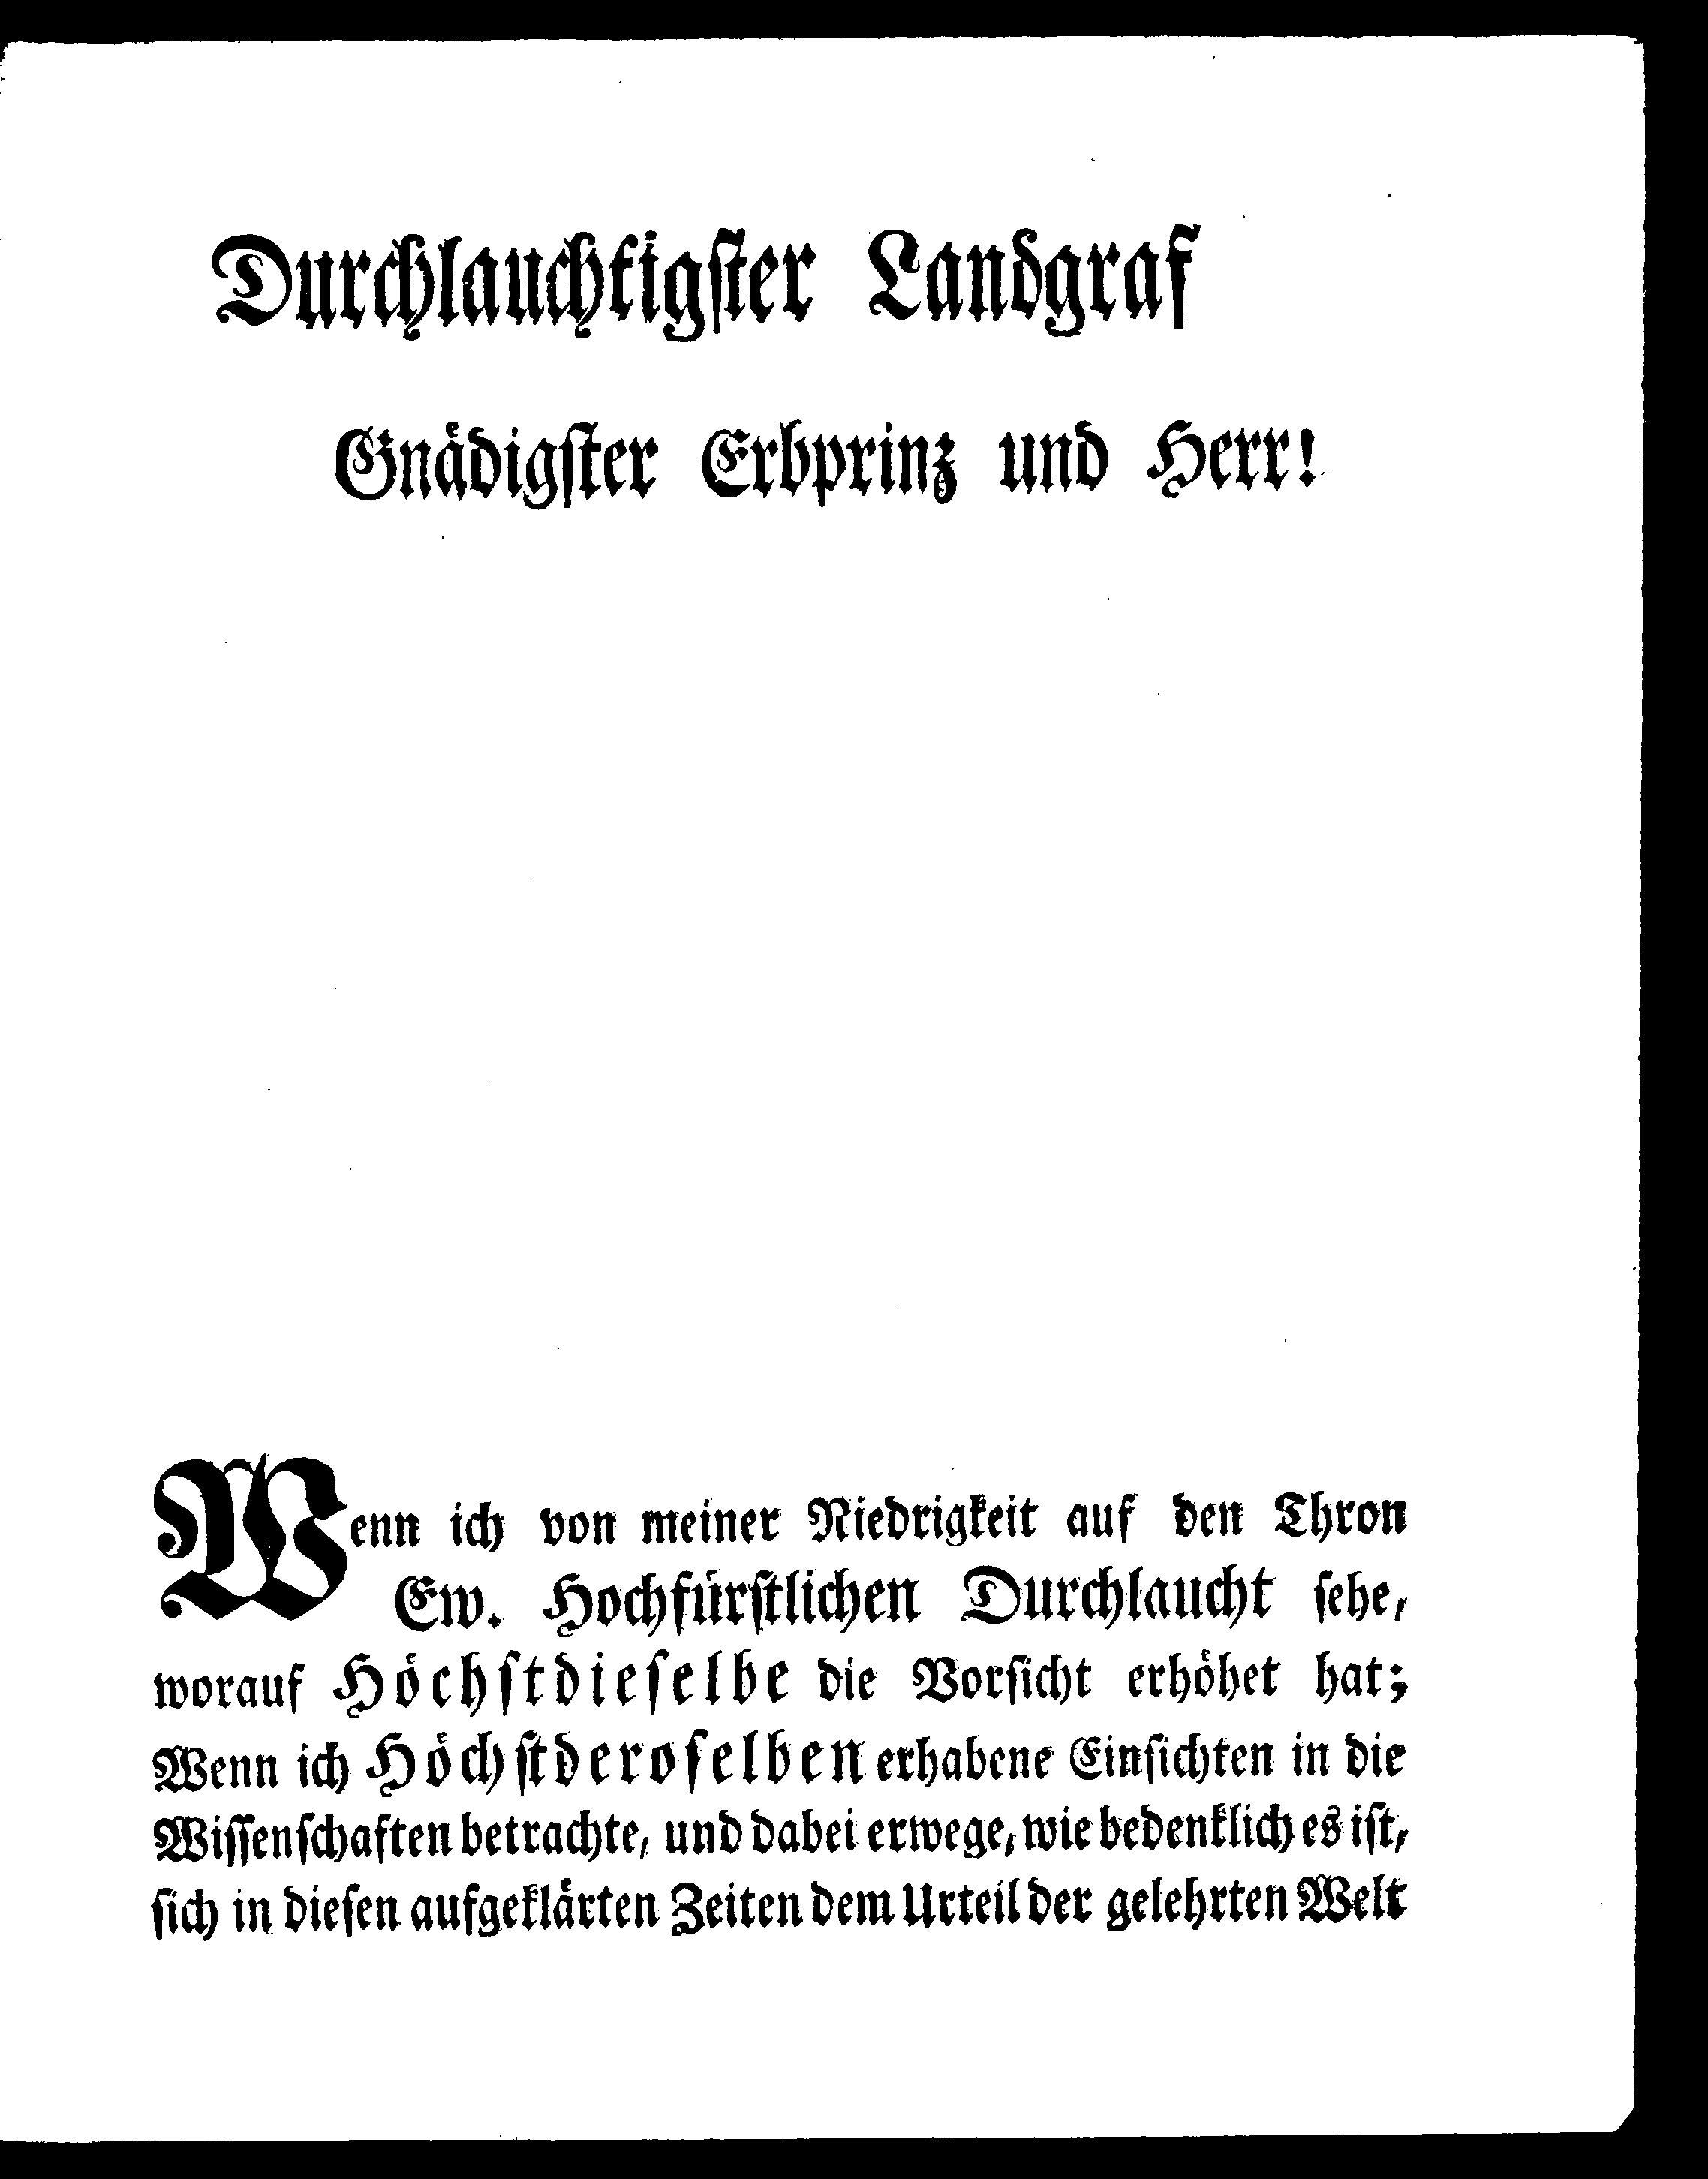 Durchlauchtigſter Landgraf
Gnädigſter Erbprinz und Herr!
Wenn ich von meiner Niedrigkeit auf den Thron
Ew. Hochfürſtlichen Durchlaucht ſehe,
worauf Höchſtdieſelbe die Vorſicht erhöhet hat;
Wenn ich Höchſtderoſelben erhabene Einſichten in die
Wiſſenſchaften betrachte, und dabei erwege, wie bedenklich es iſt,
ſich in dieſen aufgeklärten Zeiten dem Urteil der gelehrten Welt